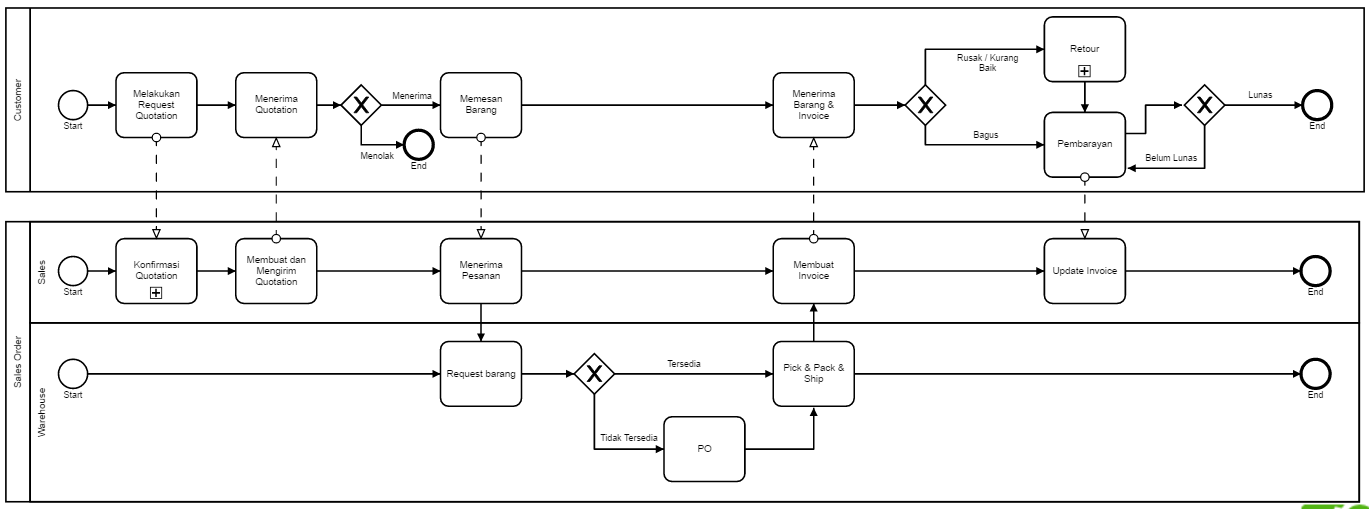 Customer
Start
Melakukan
Request
Quotation
Menerima
Quotation
Menerima
Menolak
End
Memesan
Barang
Menerima
Barang &
Invoice
Rusak / Kurang
Baik
Bagus
Retour
Pembarayan
Lunas
Belum Lunas
End
Sales Order
Sales
Start
Konfirmasi
Quotation
Membuat dan
Mengirim
Quotation
Menerima
Pesanan
Membuat
Invoice
Update Invoice
End
Warehouse
Start
Request barang
Tersedia
Tidak Tersedia
PO
Pick & Pack &
Ship
End